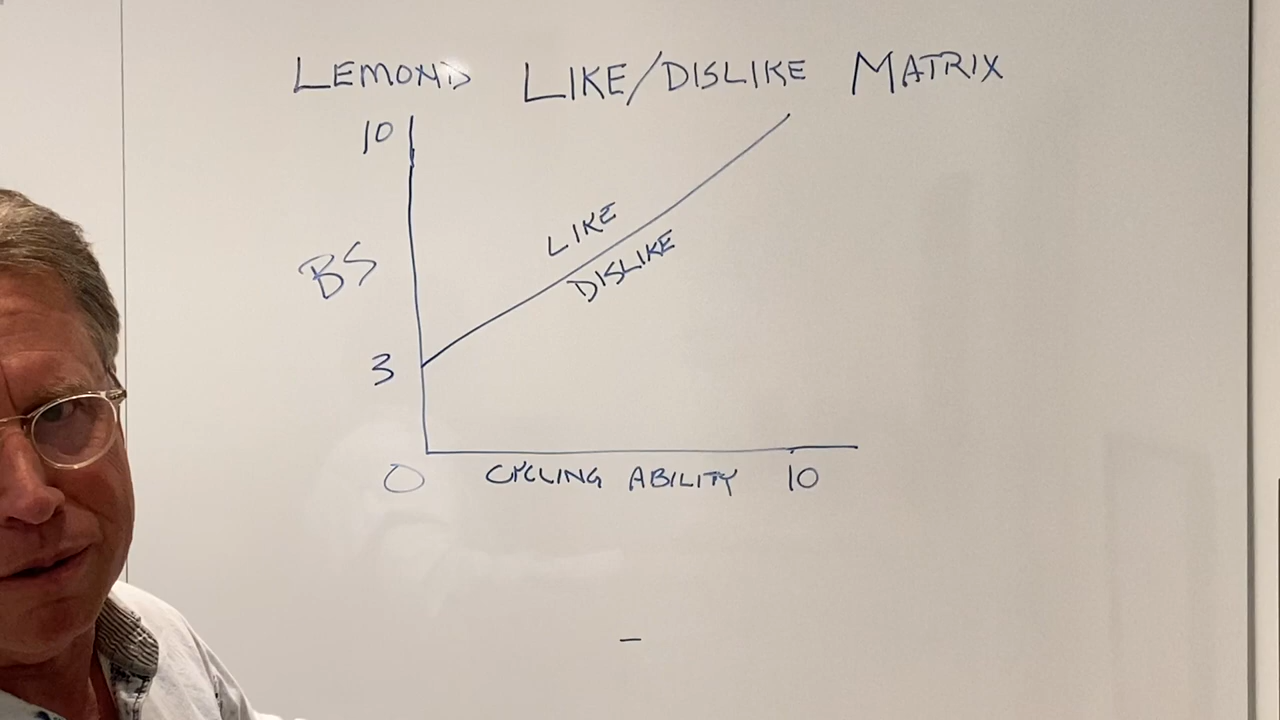 LEMOND LIKE/DISLIKE MATRIX
10
LIKE
DISLIKE
BS
3
0 CYCLING ABILITY 10